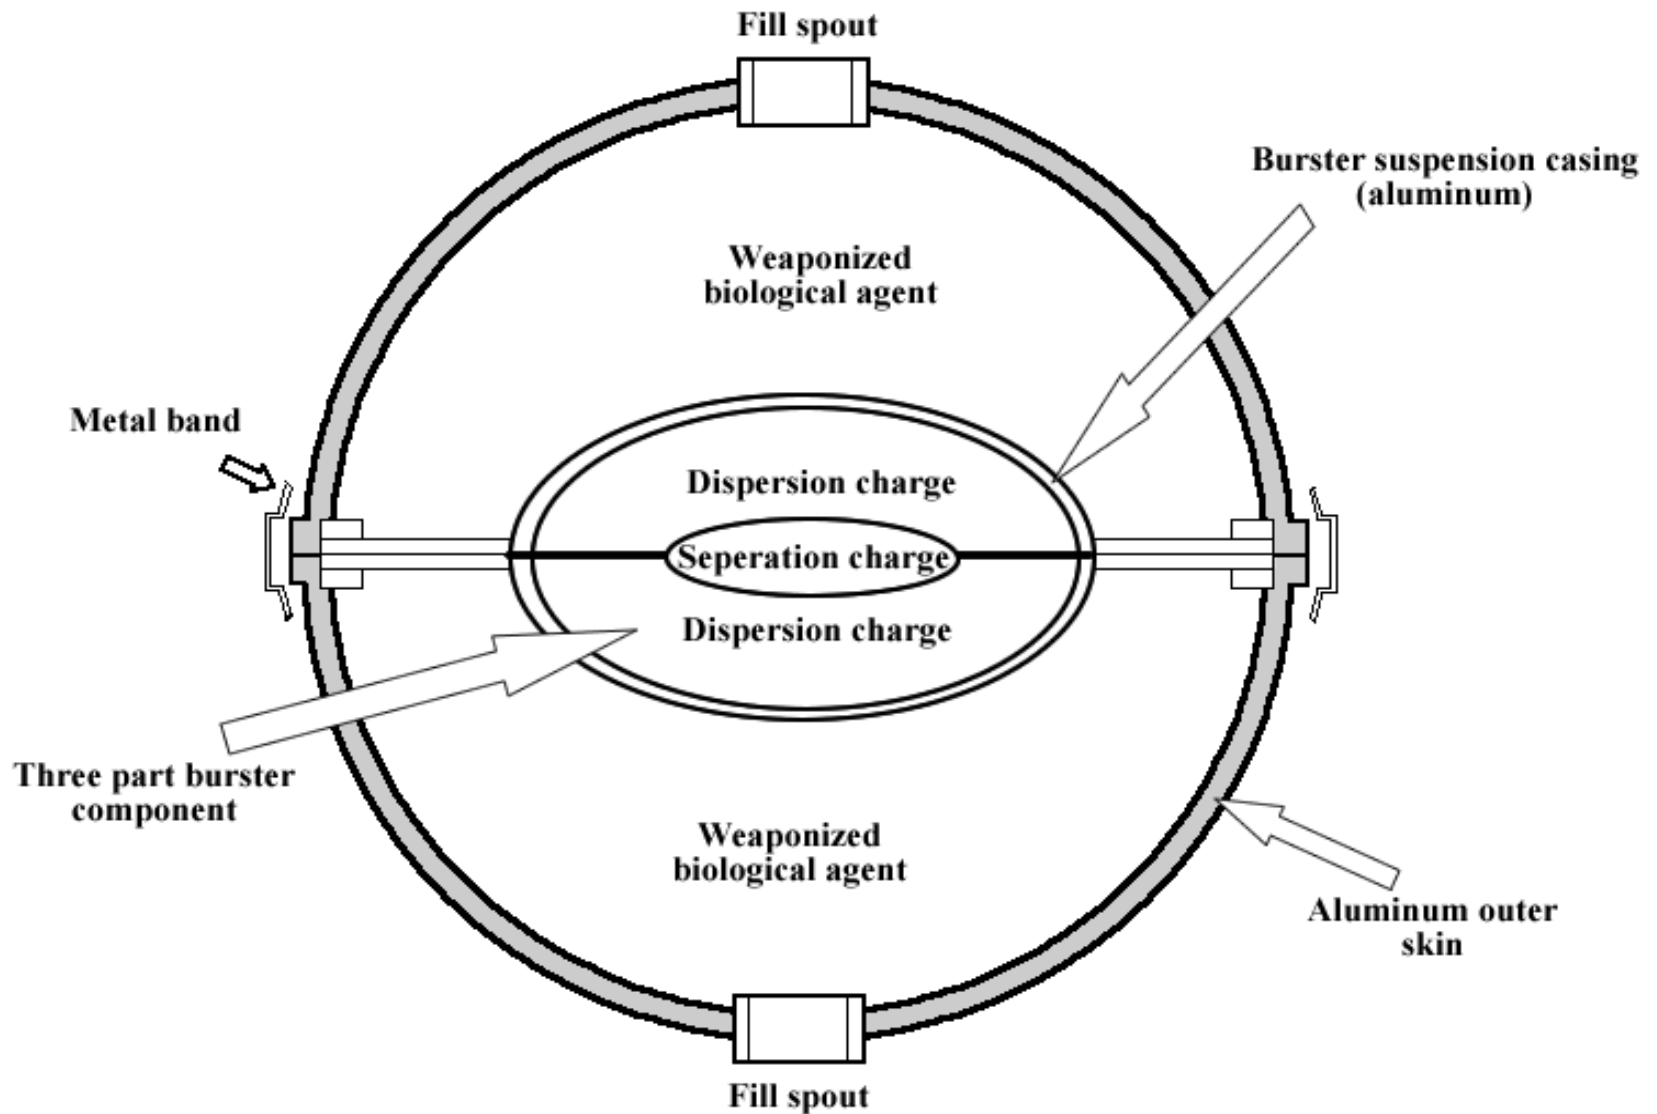 Fill spout
Burster suspension casing
(aluminum)
Weaponized
biological agent
Metal band
Dispersion charge
Seperation charge
Dispersion charge
Three part burster
component
Weaponized
biological agent
Aluminum outer
skin
Fill spout